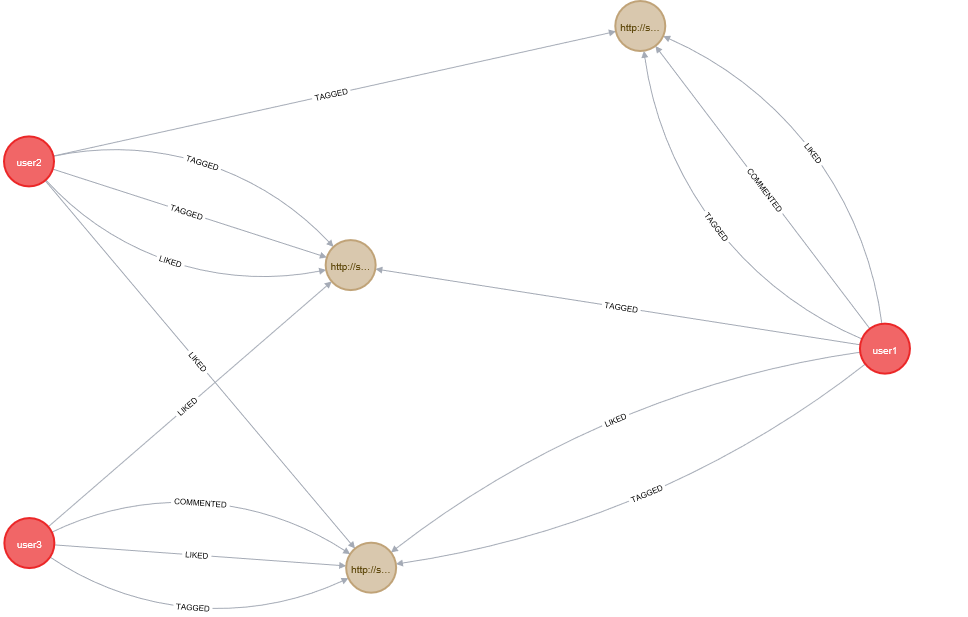 http://s...
TAGGED
LIKED
user2
TAGGED
COMMENTED
TAGGED
TAGGED
LIKED
http://s...
TAGGED
user1
LIKED
LIKED
LIKED
TAGGED
COMMENTED
user3
LIKED
http://s...
TAGGED